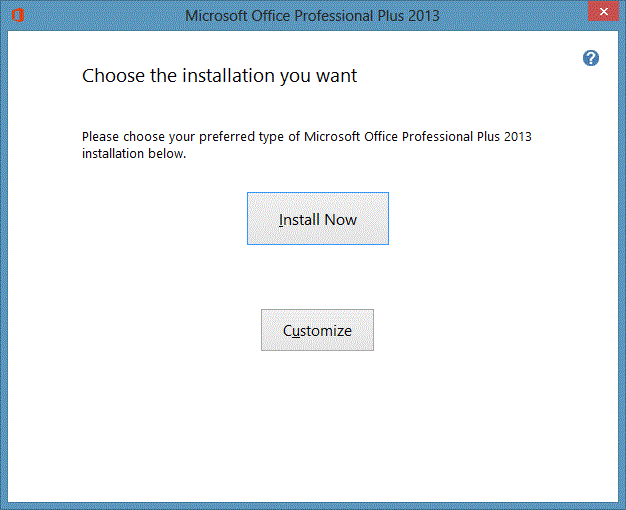 Microsoft Office Professional Plus 2013
Choose the installation you want
Please choose your preferred type of Microsoft Office Professional Plus 2013
installation below.
Install Now
Customize